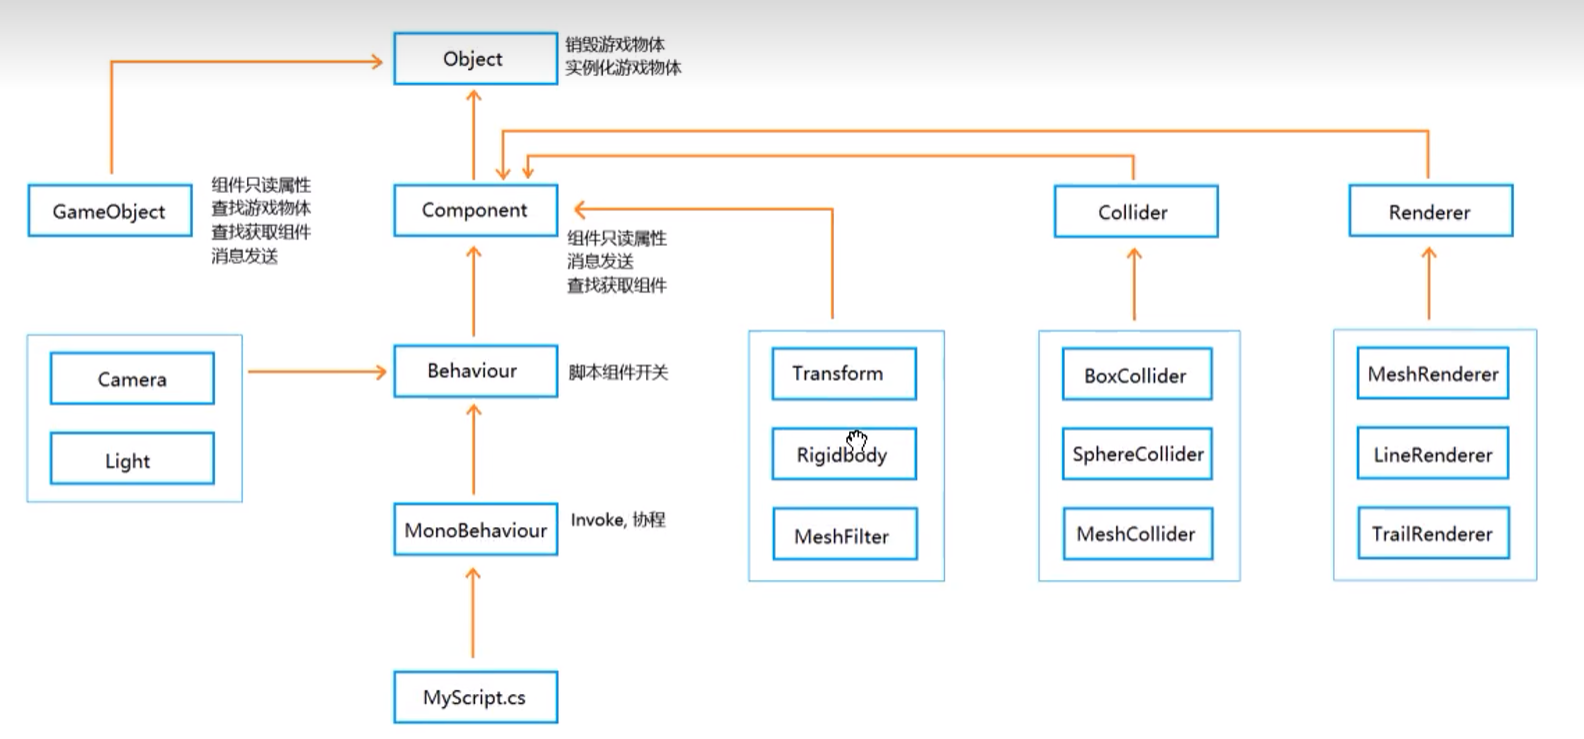 Object
销毁游戏物体
实例化游戏物体
GameObject
组件只读属性
查找游戏物体
查找获取组件
消息发送
Component
组件只读属性
消息发送
查找获取组件
Collider
Renderer
Camera
Light
Behaviour
脚本组件开关
Transform
Rigidbody
MeshFilter
BoxCollider
SphereCollider
MeshCollider
MeshRenderer
LineRenderer
TrailRenderer
MonoBehaviour
Invoke, 协程
MyScript.cs